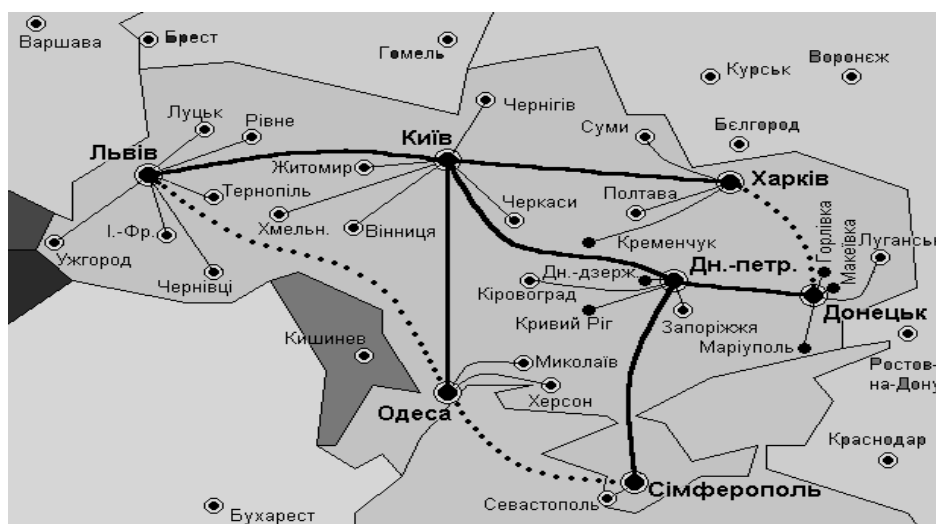 Варшава
Брест
Гомель
Курськ
Воронєж
Луцьк
Рівне
Чернігів
Суми
Бєлгород
Київ
Львів
Житомир
Харків
Тернопіль
Полтава
Черкаси
Хмельн.
Вінниця
І.-Фр.
Ужгород
Кременчук
Горлівка
Макеївка
Луганськ
Дн.-петр.
Дн.-дзерж.
Чернівці
Кіровоград
Кривий Ріг
Запоріжжя
Донецьк
Маріуполь
Кишинев
Миколаїв
Ростов-
на-Дону
Одеса
Херсон
Краснодар
Севастополь
Сімферополь
Бухарест